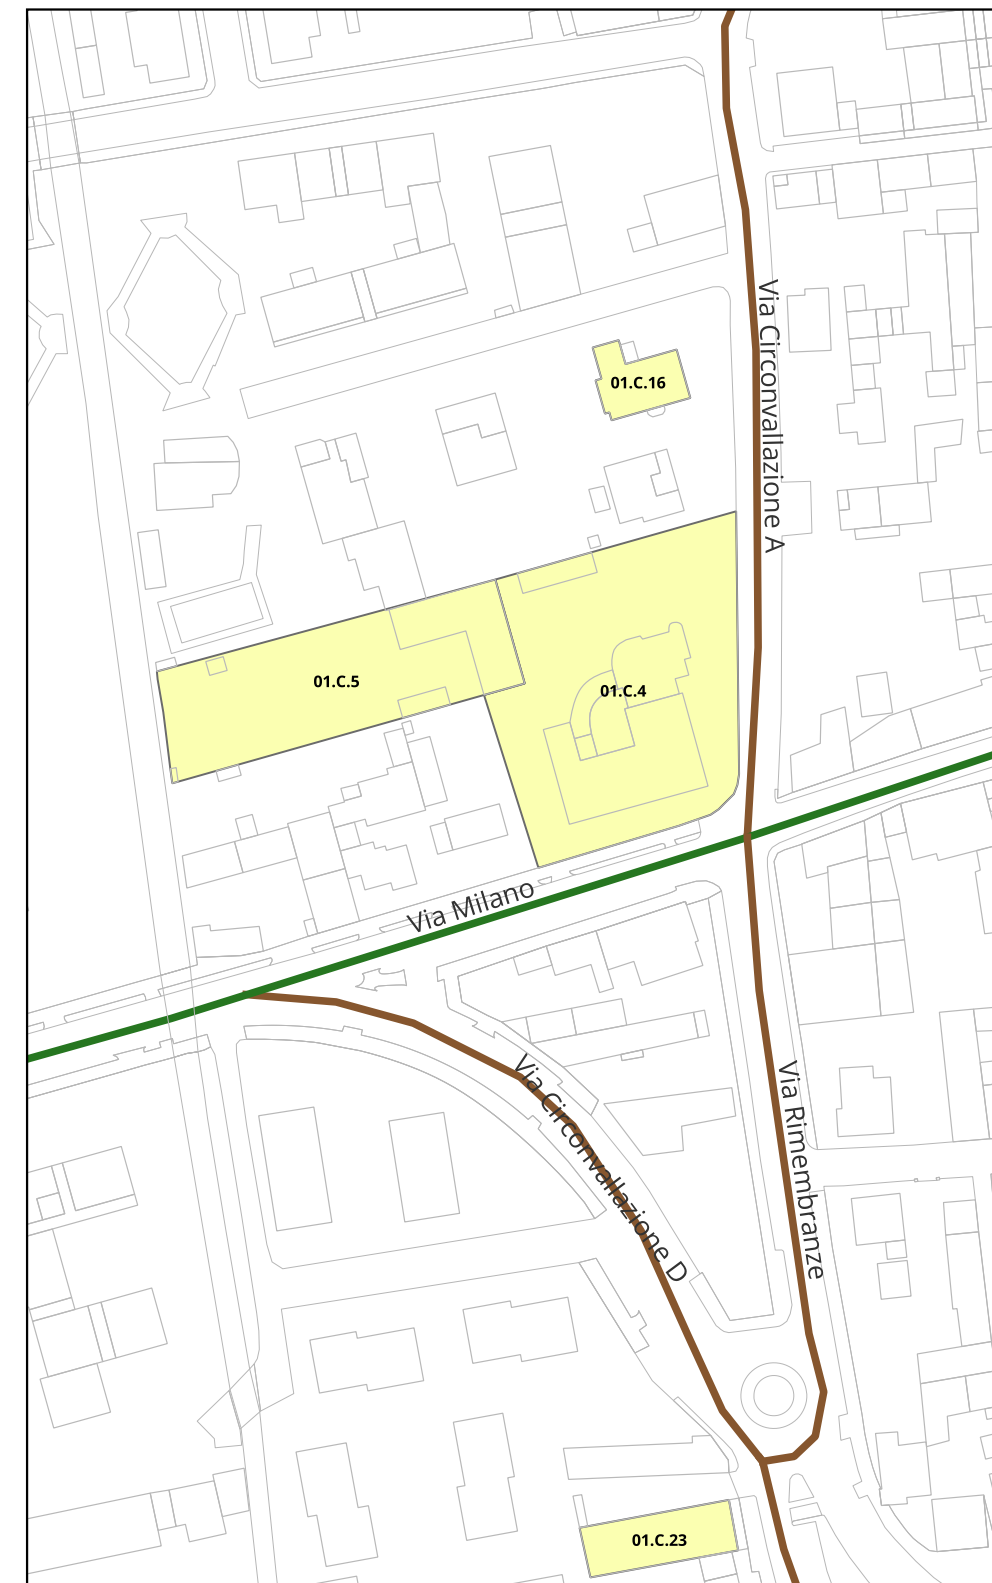 Via Circonvallazione A
01.C.16
01.C.5
01.C.4
Via Milano
Via Circonvallazione D
Via Rimembranze
01.C.23